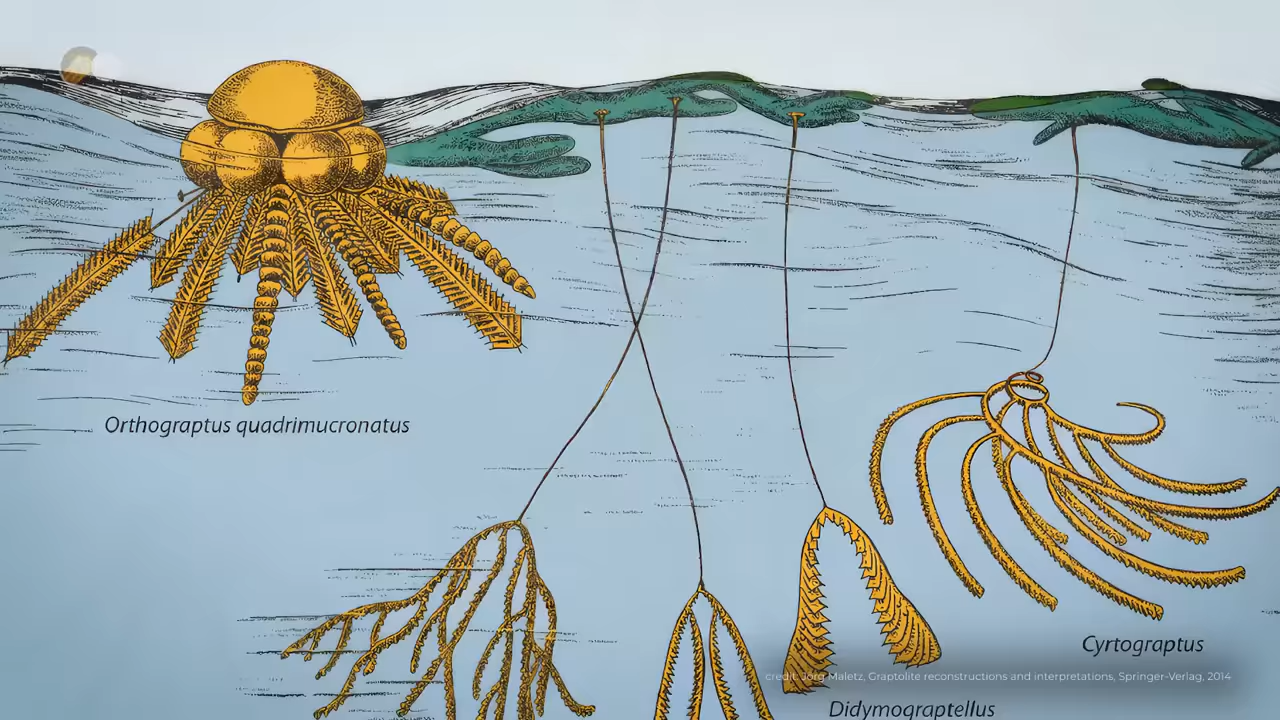 Orthograptus quadrimucronatus
Cyrtograptus
credit: Jörg Maletz, Graptolite reconstructions and interpretations, Springer-Verlag, 2014
Didymograptellus